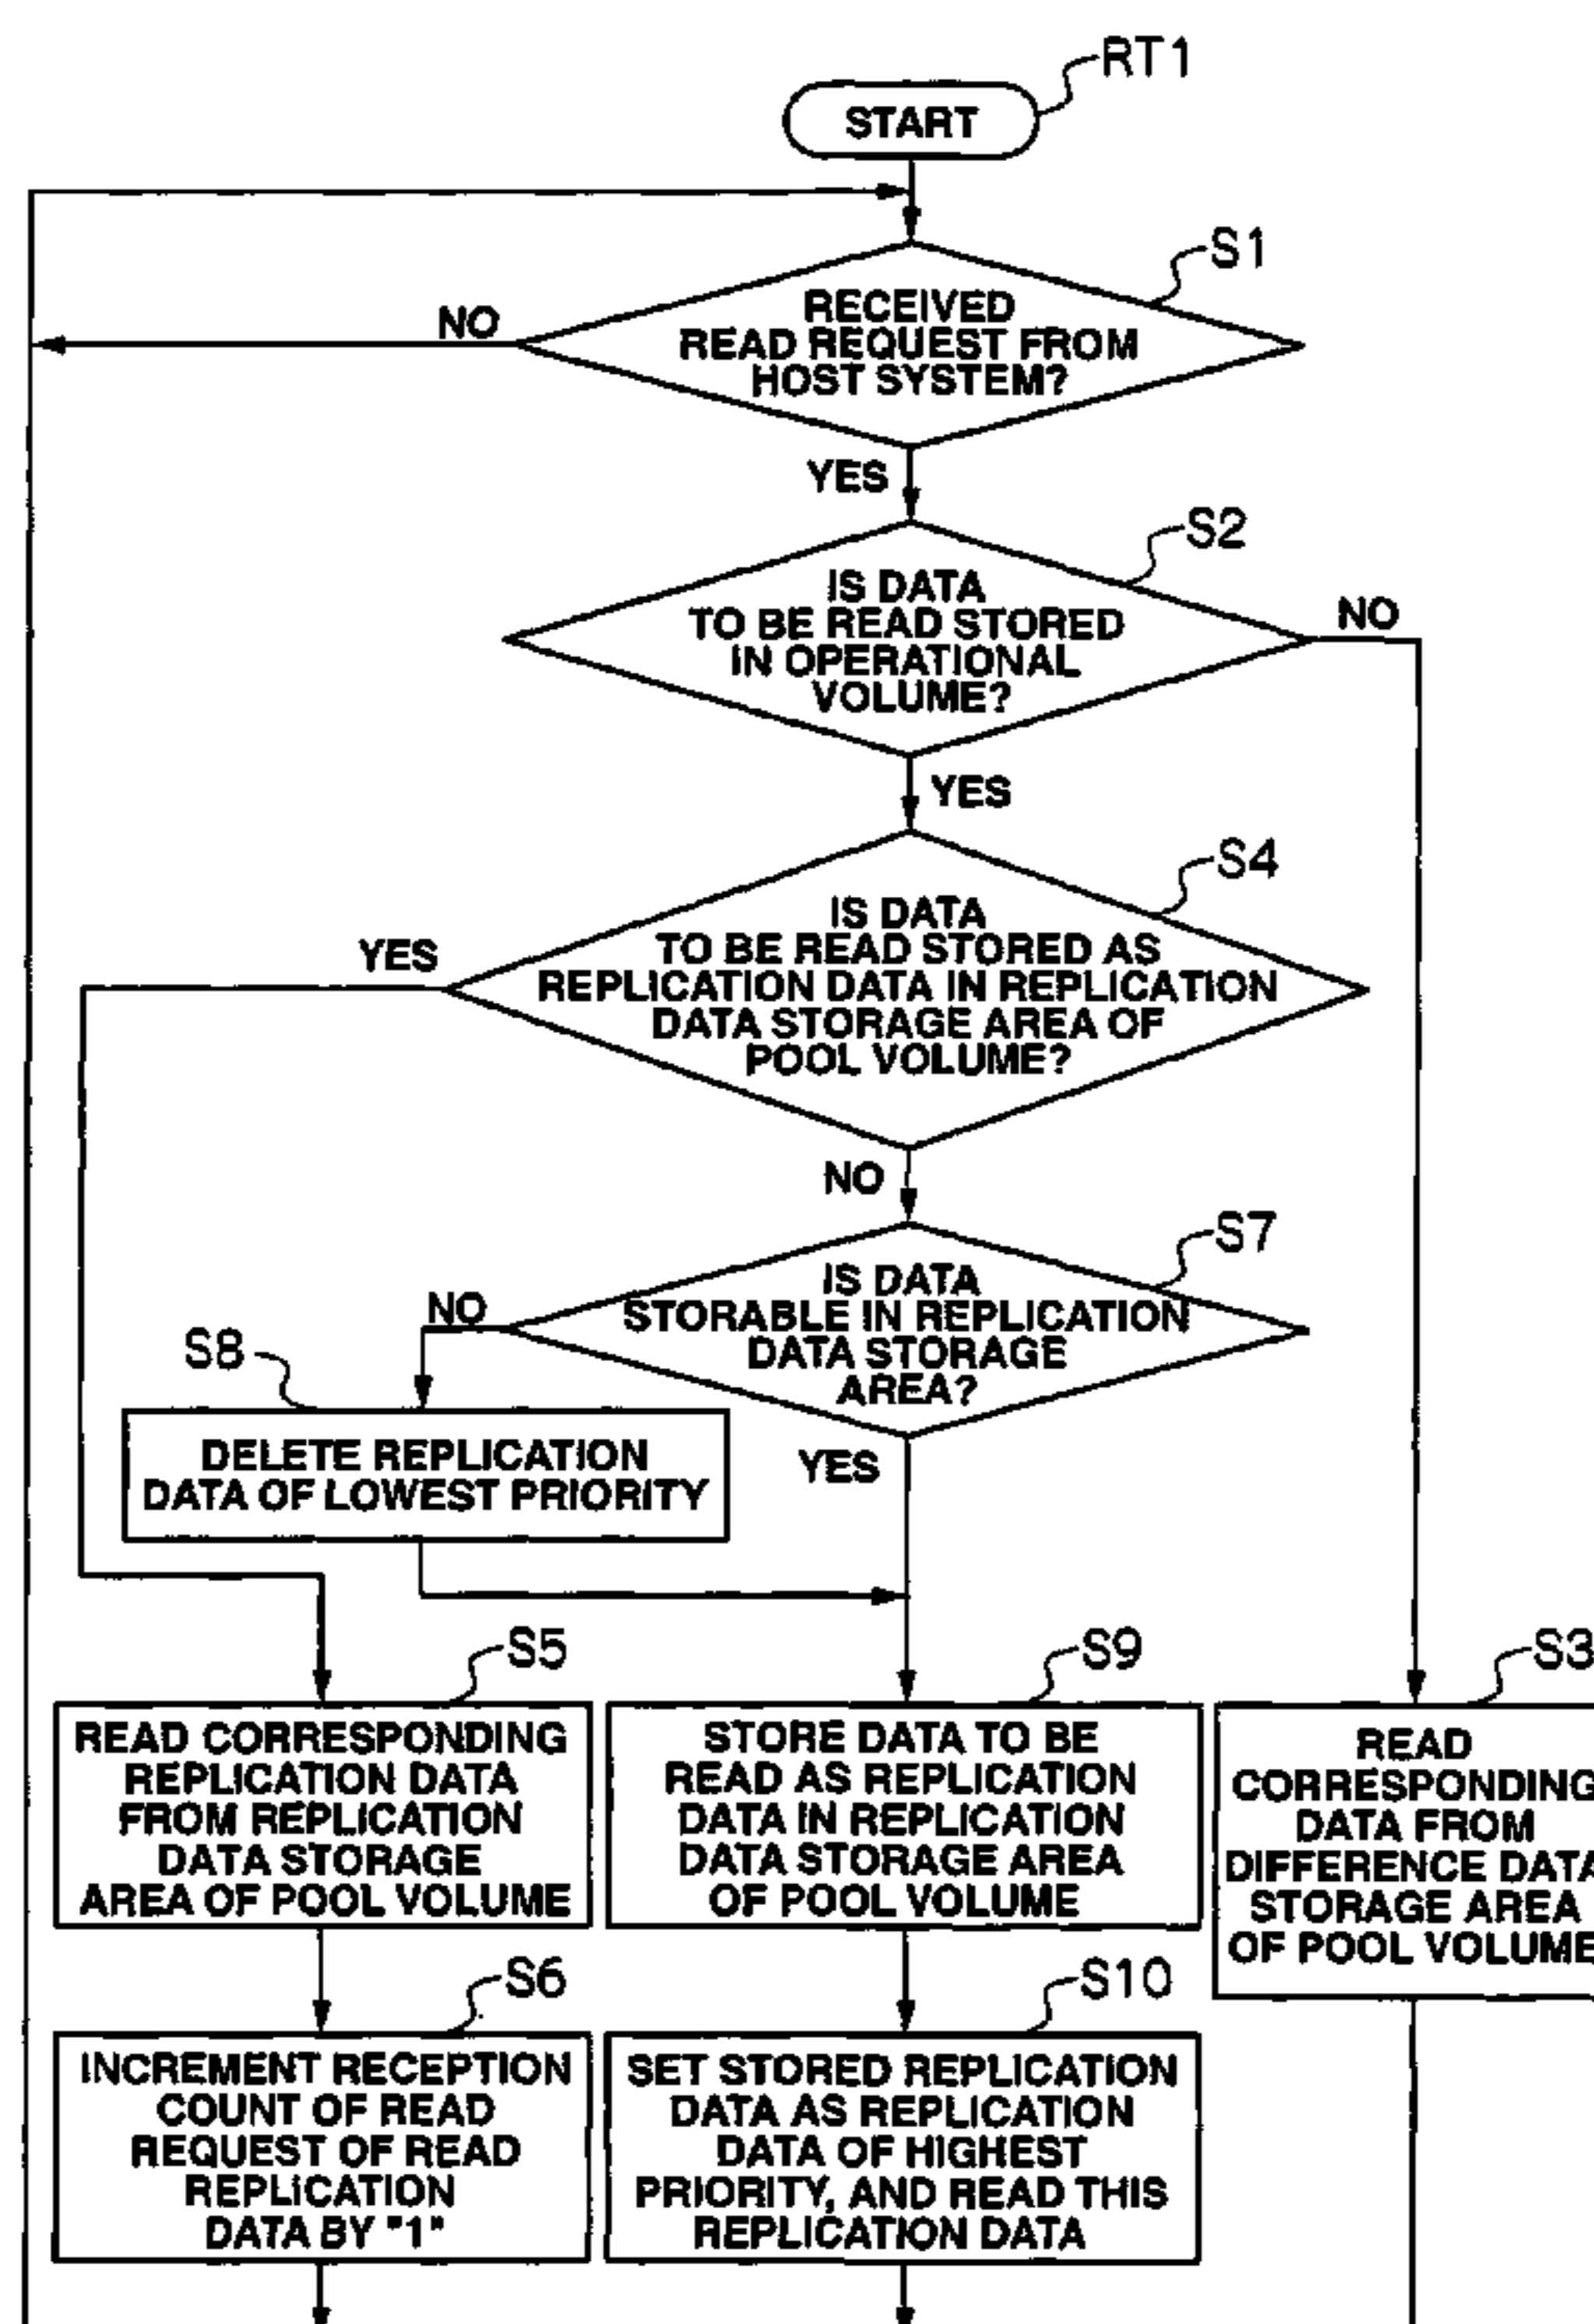 RT1
START
S1
RECEIVED
READ REQUEST FROM
HOST SYSTEM?
NO
YES
S2
IS DATA
TO BE READ STORED
IN OPERATIONAL
VOLUME?
NO
YES
S4
IS DATA
TO BE READ STORED AS
REPLICATION DATA IN REPLICATION
DATA STORAGE AREA OF
POOL VOLUME?
YES
NO
S7
IS DATA
STORABLE IN REPLICATION
DATA STORAGE
AREA?
NO
S8
DELETE REPLICATION
DATA OF LOWEST PRIORITY
YES
S5
READ CORRESPONDING
REPLICATION DATA
FROM REPLICATION
DATA STORAGE
AREA OF POOL VOLUME
S9
STORE DATA TO BE
READ AS REPLICATION
DATA IN REPLICATION
DATA STORAGE AREA
OF POOL VOLUME
S3
READ
CORRESPONDING
DATA FROM
DIFFERENCE DATA
STORAGE AREA
OF POOL VOLUME
S6
INCREMENT RECEPTION
COUNT OF READ
REQUEST OF READ
REPLICATION
DATA BY "1"
S10
SET STORED REPLICATION
DATA AS REPLICATION
DATA OF HIGHEST
PRIORITY, AND READ THIS
REPLICATION DATA